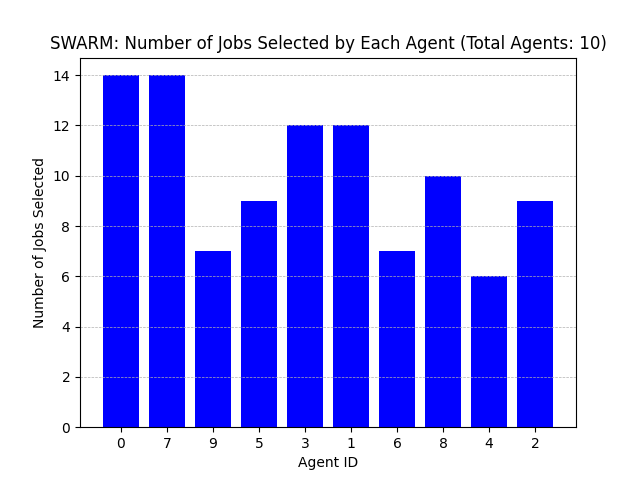 SWARM: Number of Jobs Selected by Each Agent (Total Agents: 10)
14
12
10
8
6
4
2
0
Number of Jobs Selected
0 7 9 5 3 1 6 8 4 2
Agent ID